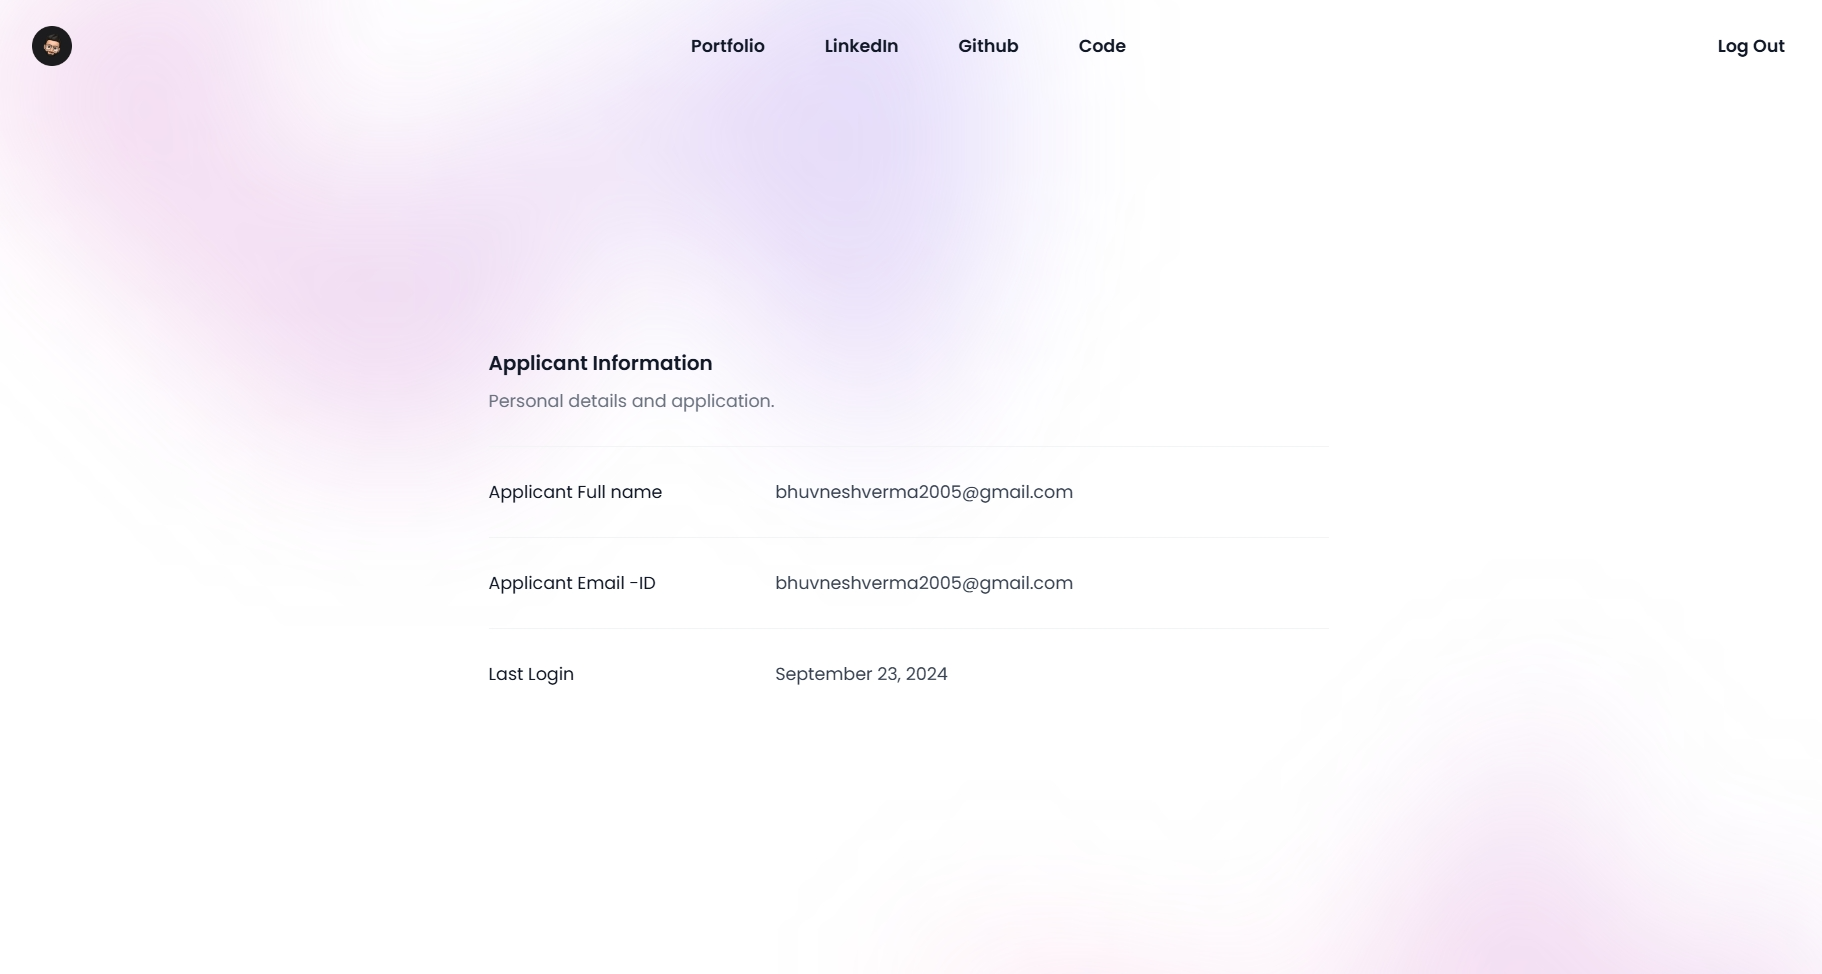 Portfolio LinkedIn Github Code Log Out
Applicant Information
Personal details and application.
Applicant Full name bhuvneshverma2005@gmail.com
Applicant Email -ID bhuvneshverma2005@gmail.com
Last Login September 23, 2024